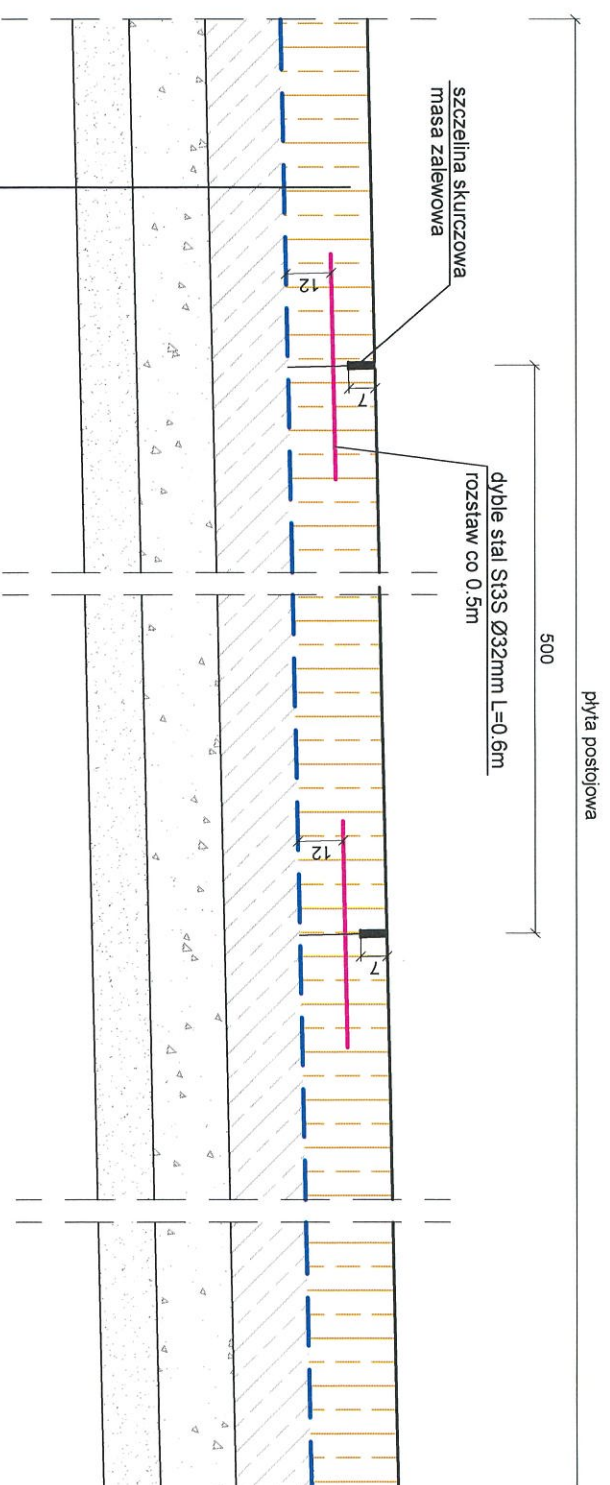 płyta postojowa
500
dyble stal St3S Ø32mm L=0.6m
rozstaw co 0.5m
szczelina skurczowa
masa zalewowa
7
12
7
12